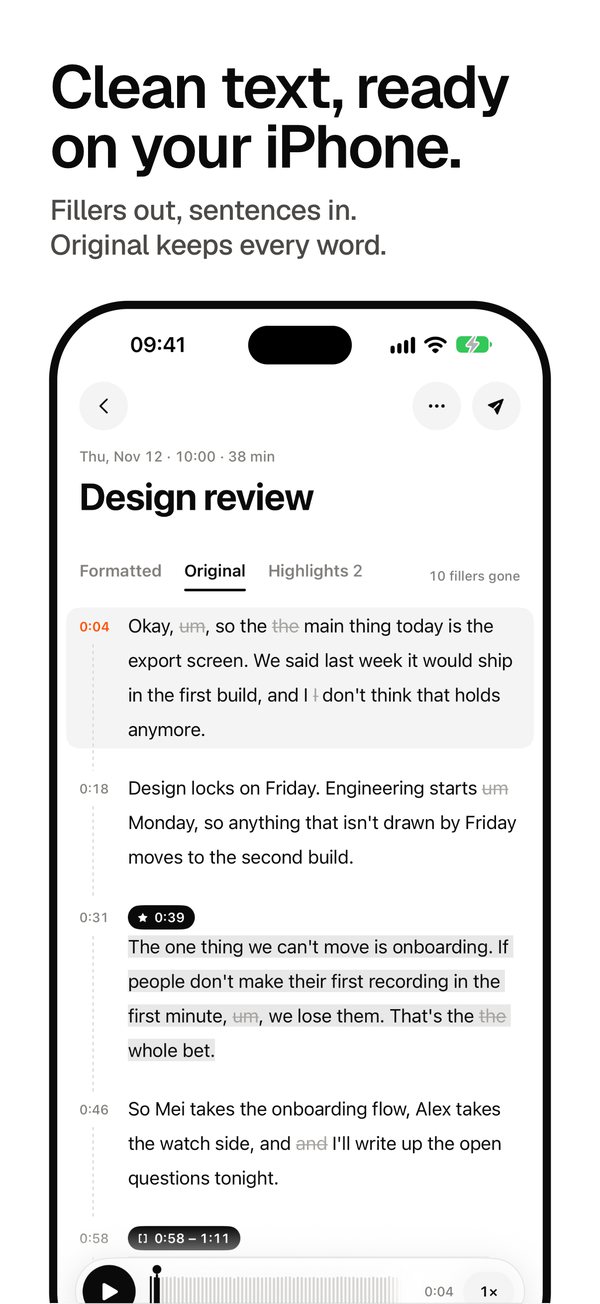 Clean text, ready
on your iPhone.
Fillers out, sentences in.
Original keeps every word.
09:41
Thu, Nov 12 · 10:00 · 38 min
Design review
Formatted Original Highlights 2 10 fillers gone
0:04 Okay, um, so the the main thing today is the
export screen. We said last week it would ship
in the first build, and I I don't think that holds
anymore.
0:18 Design locks on Friday. Engineering starts um
Monday, so anything that isn't drawn by Friday
moves to the second build.
0:31 ★ 0:39
The one thing we can't move is onboarding. If
people don't make their first recording in the
first minute, um, we lose them. That's the the
whole bet.
0:46 So Mei takes the onboarding flow, Alex takes
the watch side, and and I'll write up the open
questions tonight.
0:58 [] 0:58 – 1:11
0:04 1×